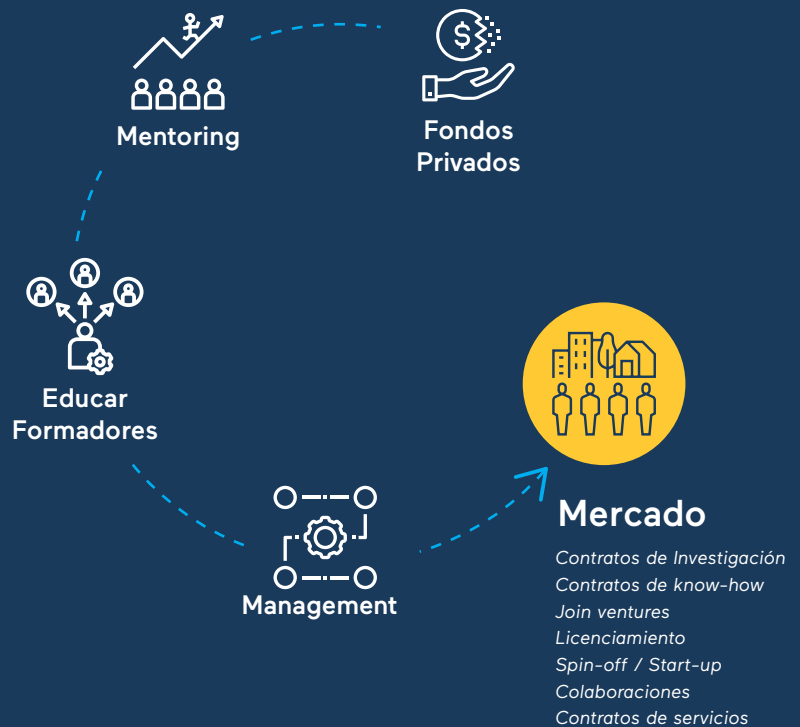 $
Mentoring
Fondos
Privados
Educar
Formadores
Management
Mercado
Contratos de Investigación
Contratos de know-how
Join ventures
Licenciamiento
Spin-off / Start-up
Colaboraciones
Contratos de servicios